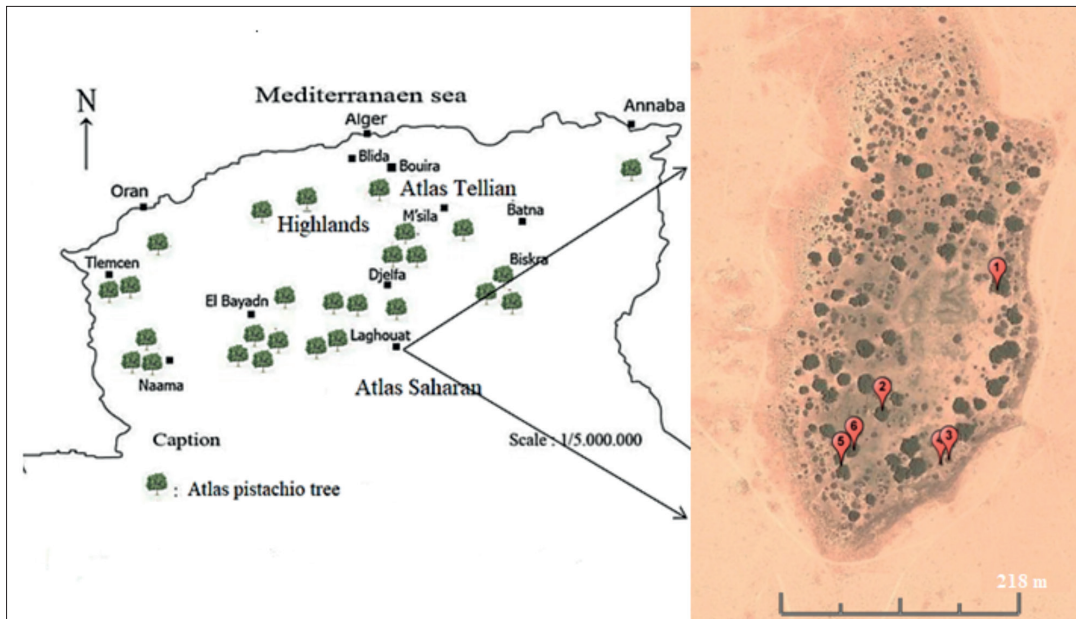 Mediterranaen sea
N
Alger
Annaba
Blida
Bouira
Oran
Atlas Tellian
Highlands
M'sila
Batna
Tlemcen
Djelfa
Biskra
El Bayadn
Laghouat
Naama
Atlas Saharan
Caption
Scale : 1/5.000.000
: Atlas pistachio tree
1
2
6
5
4
3
218 m